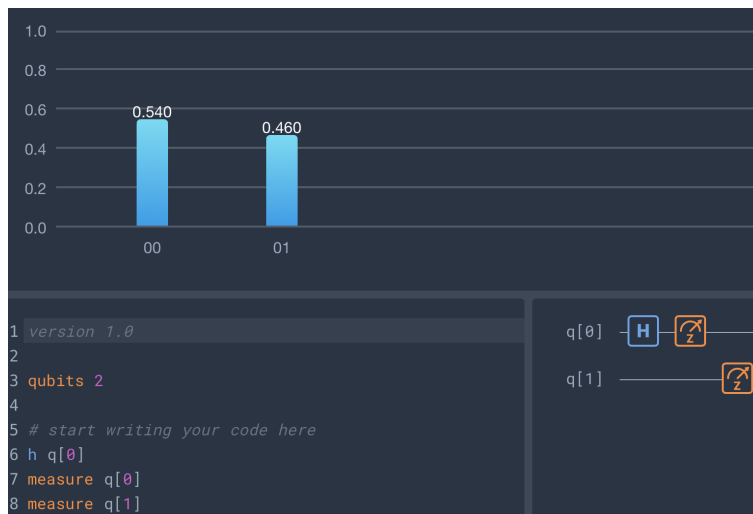 1.0
0.8
0.6
0.4
0.2
0.0
0.540
0.460
00 01
1 version 1.0
2
3 qubits 2
4
5 # start writing your code here
6 h q[0]
7 measure q[0]
8 measure q[1]
q[0] H Z
q[1] Z